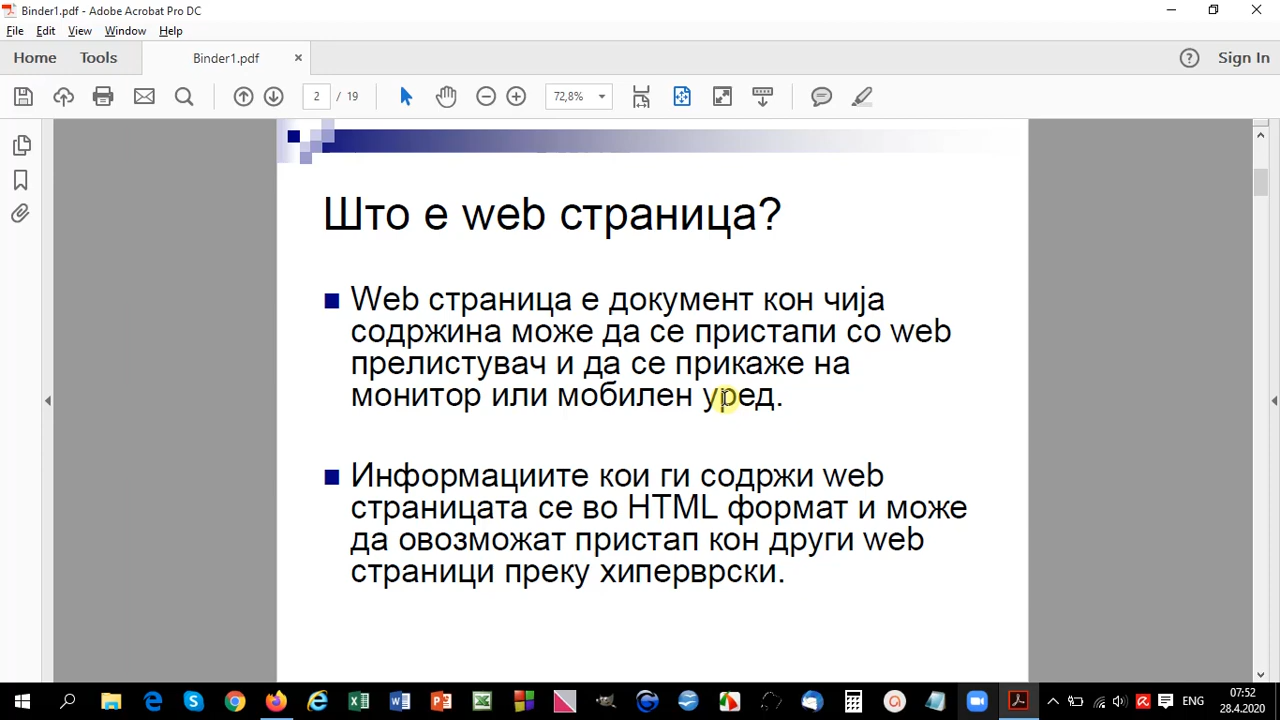 Binder1.pdf - Adobe Acrobat Pro DC
File Edit View Window Help
Home Tools Binder1.pdf × Sign In
2 / 19 72,8%
Што е web страница?
Web страница е документ кон чија
содржина може да се пристапи со web
прелистувач и да се прикаже на
монитор или мобилен уред.
Информациите кои ги содржи web
страницата се во HTML формат и може
да овозможат пристап кон други web
страници преку хиперврски.
ENG
07:52
28.4.2020